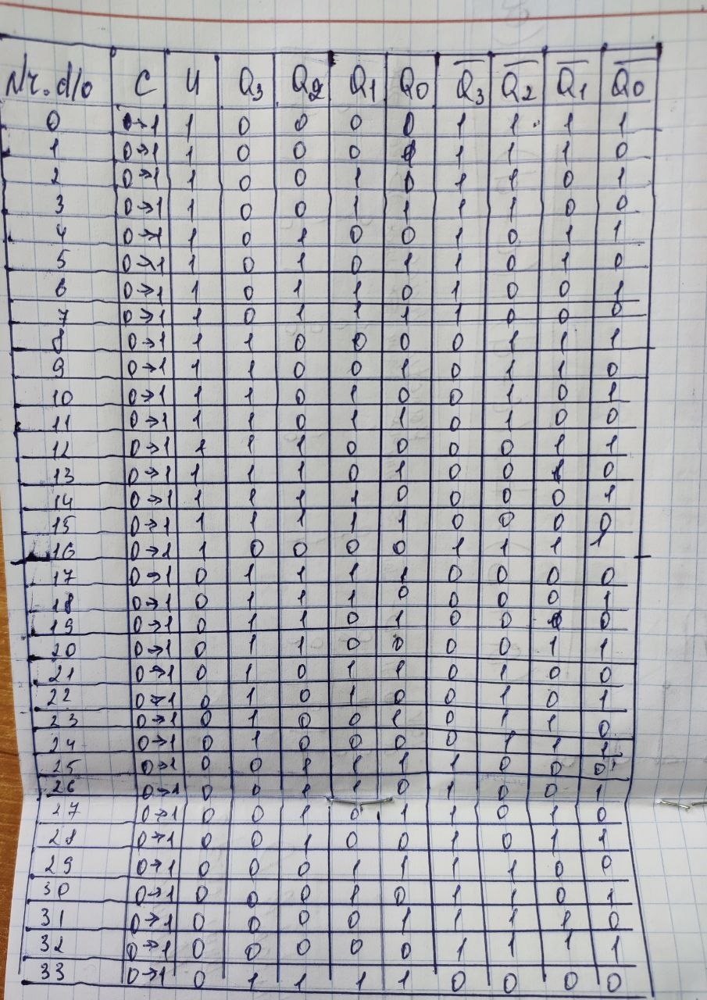 Nr. d/o C U Q3 Q2 Q1 Q0 Q̅3 Q̅2 Q̅1 Q̅0
0 0→1 1 0 0 0 0 1 1 1 1
1 0→1 1 0 0 0 1 1 1 0
2 0→1 1 0 0 1 0 1 1 0 1
3 0→1 1 0 0 1 1 1 1 0 0
4 0→1 1 0 1 0 0 1 0 1 1
5 0→1 1 0 1 0 1 1 0 1 0
6 0→1 1 0 1 1 0 1 0 0 1
7 0→1 1 0 1 1 1 1 0 0 0
8 0→1 1 1 0 0 0 0 1 1 1
9 0→1 1 1 0 0 1 0 1 1 0
10 0→1 1 1 0 1 0 0 1 0 1
11 0→1 1 1 0 1 1 0 1 0 0
12 0→1 1 1 1 0 0 0 0 1 1
13 0→1 1 1 1 0 1 0 0 1 0
14 0→1 1 1 1 1 0 0 0 0 1
15 0→1 1 1 1 1 1 0 0 0 0
16 0→1 1 0 0 0 0 1 1 1 1
17 0→1 0 1 1 1 1 0 0 0 0
18 0→1 0 1 1 1 0 0 0 0 1
19 0→1 0 1 1 0 1 0 0 0
20 0→1 0 1 1 0 0 0 0 1 1
21 0→1 0 1 0 1 1 0 1 0 0
22 0→1 0 1 0 1 0 0 1 0 1
23 0→1 0 1 0 0 1 0 1 1 0
24 0→1 0 1 0 0 0 0 1 1 1
25 0→1 0 0 1 1 1 1 0 0 0
26 0→1 0 0 1 1 0 1 0 0 1
27 0→1 0 0 1 0 1 1 0 1 0
28 0→1 0 0 1 0 0 1 0 1 1
29 0→1 0 0 0 1 1 1 1 0 0
30 0→1 0 0 0 1 0 1 1 0 1
31 0→1 0 0 0 0 1 1 1 1 0
32 0→1 0 0 0 0 0 1 1 1 1
33 0→1 0 1 1 1 1 0 0 0 0